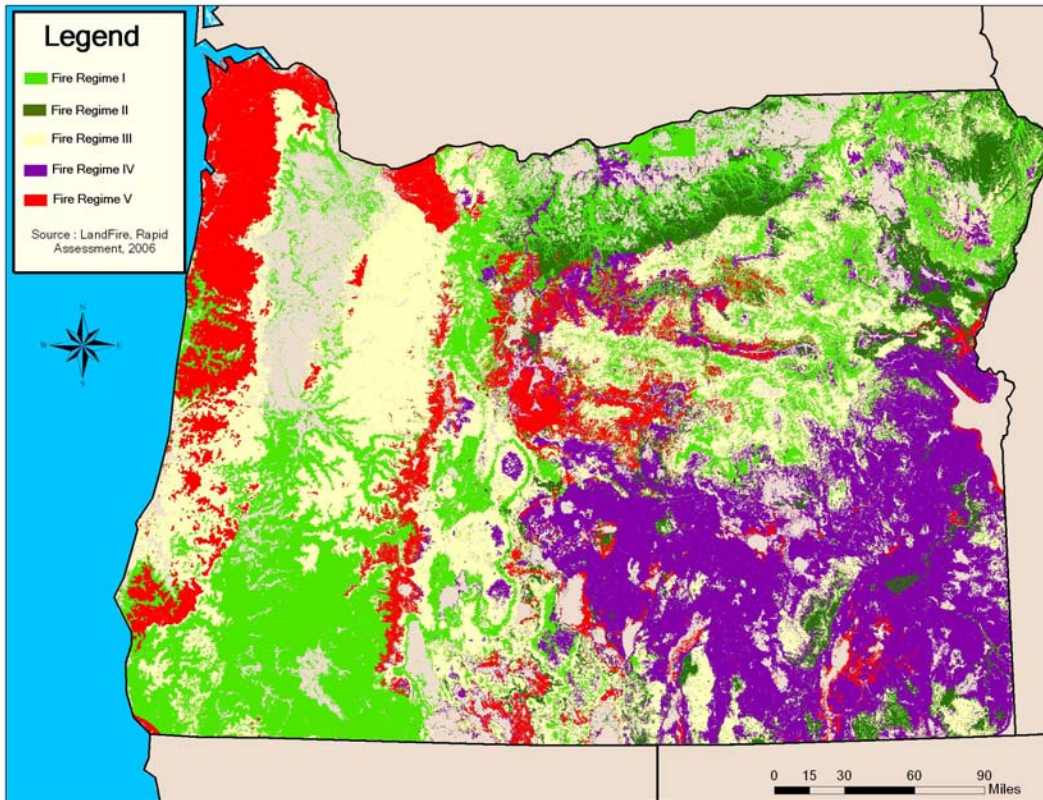 Legend
Fire Regime I
Fire Regime II
Fire Regime III
Fire Regime IV
Fire Regime V
Source : LandFire, Rapid
Assessment, 2006
N
W E
S
0 15 30 60 90
Miles